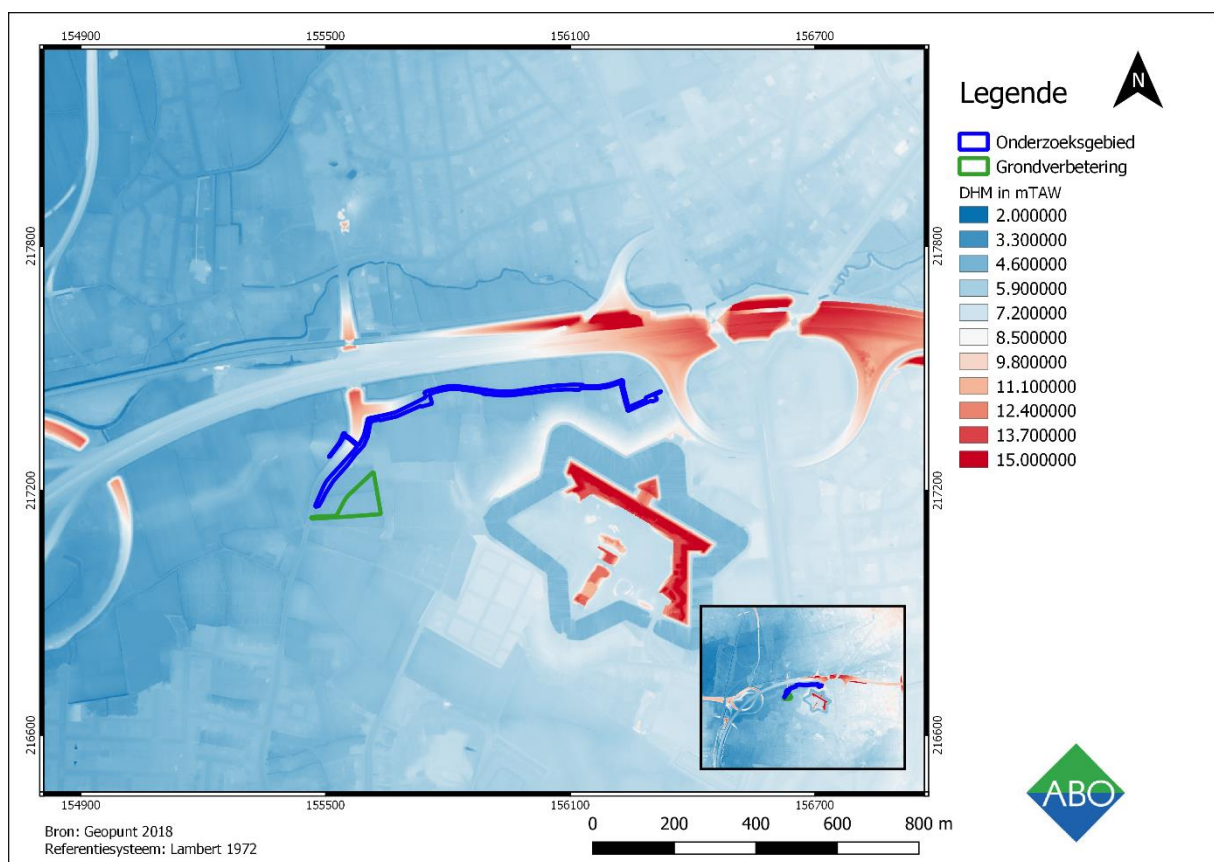 154900 155500 156100 156700
217800 217800
217200 217200
216600 216600
154900 155500 156100 156700
Legende
N
Onderzoeksgebied
Grondverbetering
DHM in mTAW
2.000000
3.300000
4.600000
5.900000
7.200000
8.500000
9.800000
11.100000
12.400000
13.700000
15.000000
ABO
Bron: Geopunt 2018
Referentiesysteem: Lambert 1972
0 200 400 600 800 m